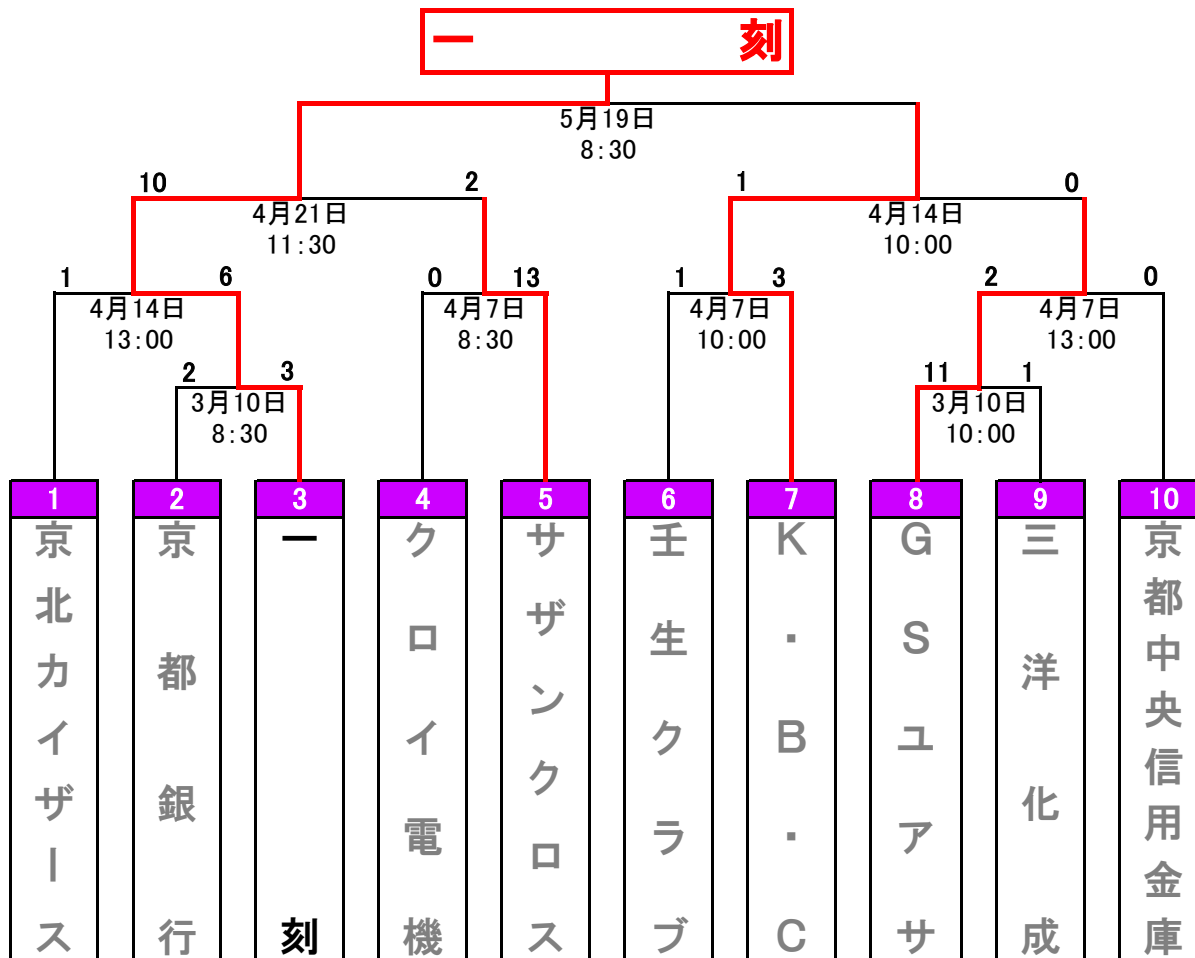 一刻
5月19日
8:30
10 2 1 0
4月21日 4月14日
11:30 10:00
1 6 0 13 1 3 2 0
4月14日 4月7日 4月7日 4月7日
13:00 8:30 10:00 13:00
2 3 11 1
3月10日 3月10日
8:30 10:00
1 2 3 4 5 6 7 8 9 10
京北カイザース
京都銀行
一刻
クロイ電機
サザンクロス
壬生クラブ
K・B・C
GSユアサ
三洋化成
京都中央信用金庫